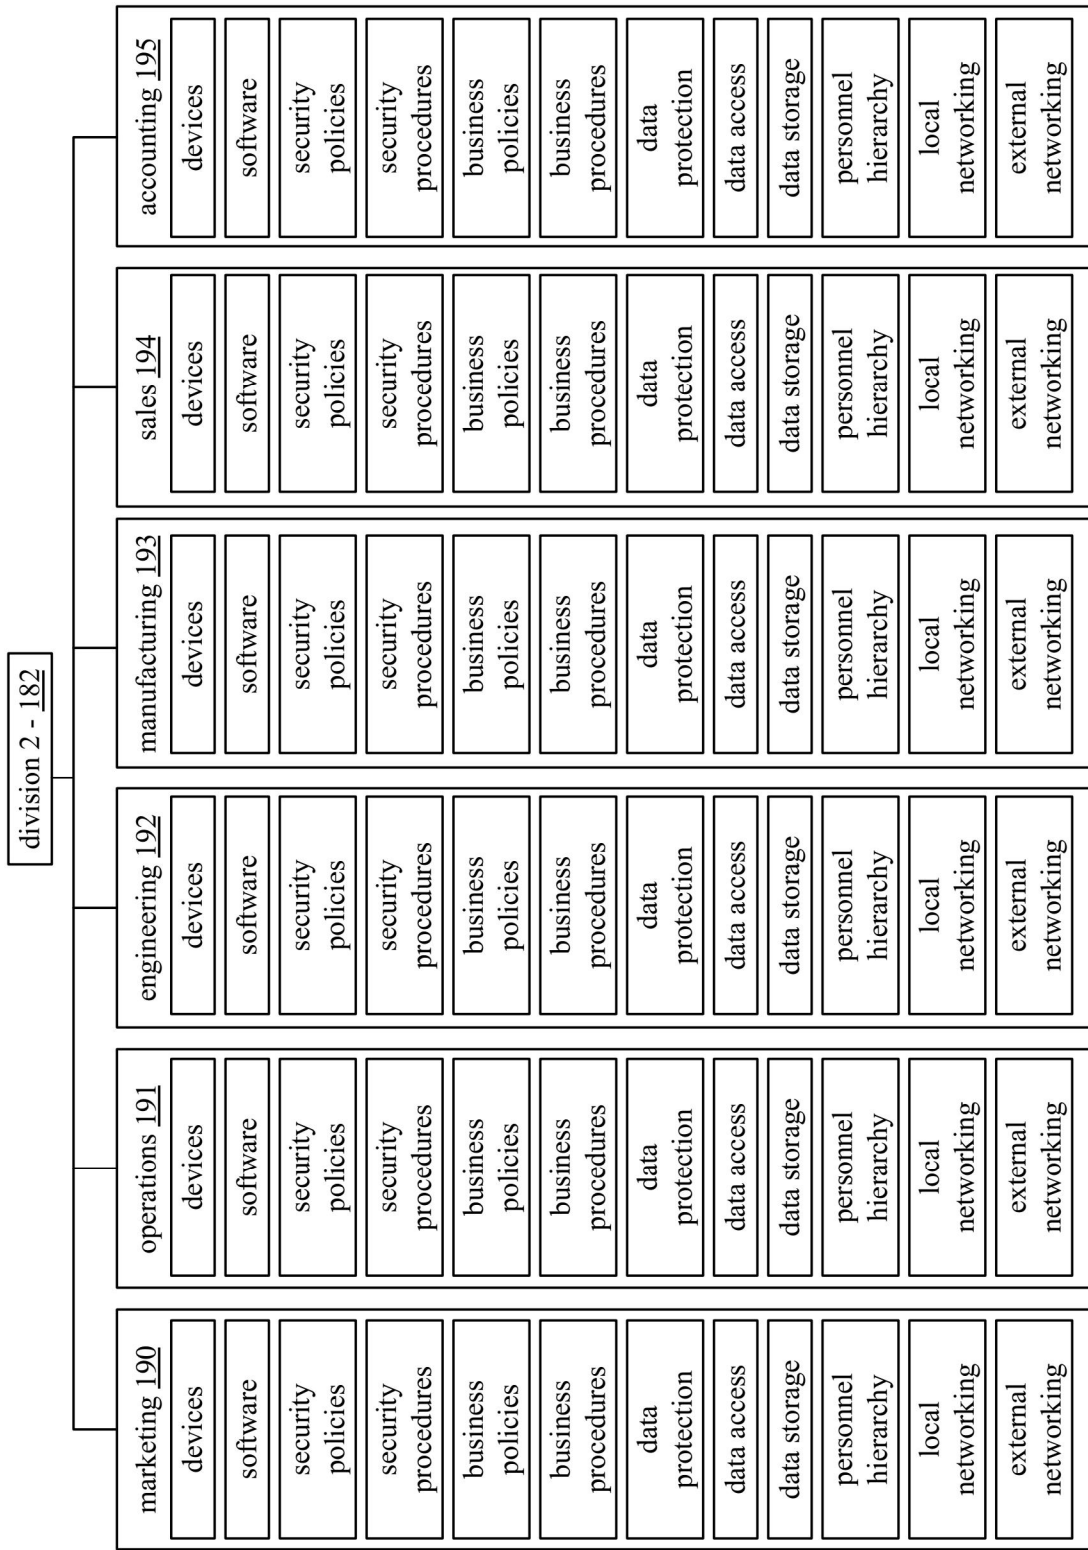 division 2 - 182
marketing 190
devices
software
security
policies
security
procedures
business
policies
business
procedures
data
protection
data access
data storage
personnel
hierarchy
local
networking
external
networking
operations 191
devices
software
security
policies
security
procedures
business
policies
business
procedures
data
protection
data access
data storage
personnel
hierarchy
local
networking
external
networking
engineering 192
devices
software
security
policies
security
procedures
business
policies
business
procedures
data
protection
data access
data storage
personnel
hierarchy
local
networking
external
networking
manufacturing 193
devices
software
security
policies
security
procedures
business
policies
business
procedures
data
protection
data access
data storage
personnel
hierarchy
local
networking
external
networking
sales 194
devices
software
security
policies
security
procedures
business
policies
business
procedures
data
protection
data access
data storage
personnel
hierarchy
local
networking
external
networking
accounting 195
devices
software
security
policies
security
procedures
business
policies
business
procedures
data
protection
data access
data storage
personnel
hierarchy
local
networking
external
networking